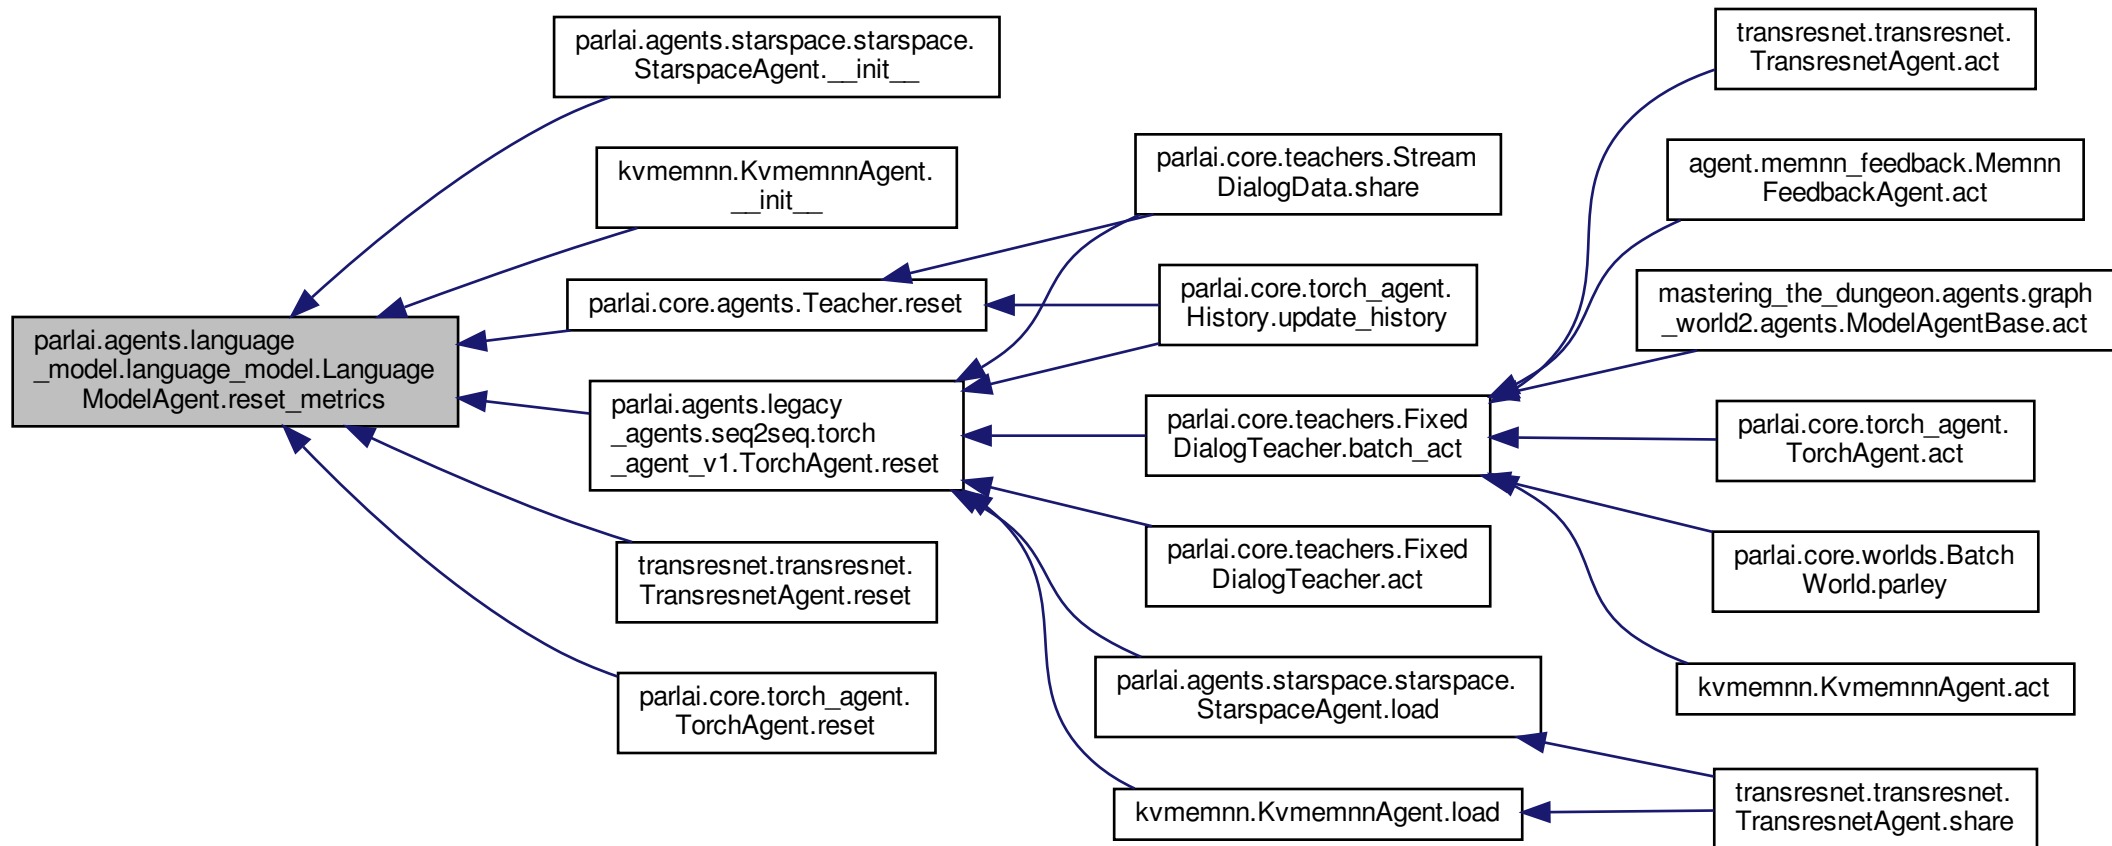 parlai.agents.language
_model.language_model.Language
ModelAgent.reset_metrics
parlai.agents.starspace.starspace.
StarspaceAgent.__init__
kvmemnn.KvmemnnAgent.
__init__
parlai.core.agents.Teacher.reset
parlai.agents.legacy
_agents.seq2seq.torch
_agent_v1.TorchAgent.reset
transresnet.transresnet.
TransresnetAgent.reset
parlai.core.torch_agent.
TorchAgent.reset
parlai.core.teachers.Stream
DialogData.share
parlai.core.torch_agent.
History.update_history
parlai.core.teachers.Fixed
DialogTeacher.batch_act
parlai.core.teachers.Fixed
DialogTeacher.act
parlai.agents.starspace.starspace.
StarspaceAgent.load
kvmemnn.KvmemnnAgent.load
transresnet.transresnet.
TransresnetAgent.act
agent.memnn_feedback.Memnn
FeedbackAgent.act
mastering_the_dungeon.agents.graph
_world2.agents.ModelAgentBase.act
parlai.core.torch_agent.
TorchAgent.act
parlai.core.worlds.Batch
World.parley
kvmemnn.KvmemnnAgent.act
transresnet.transresnet.
TransresnetAgent.share